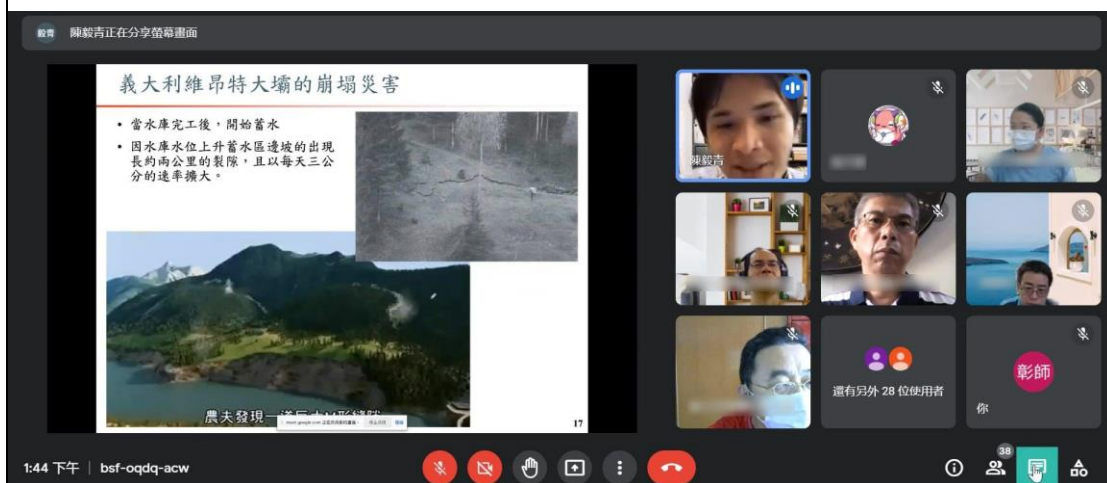 毅青
陳毅青正在分享螢幕畫面
義大利維昂特大壩的崩塌災害
• 當水庫完工後，開始蓄水
• 因水庫水位上升蓄水區邊坡的出現
長約兩公里的裂隙，且以每天三公
分的速率擴大。
農夫發現一道巨大M形縫隙
17
陳毅青
還有另外 28 位使用者
彰師
你
1:44 下午 | bsf-oqdq-acw
38